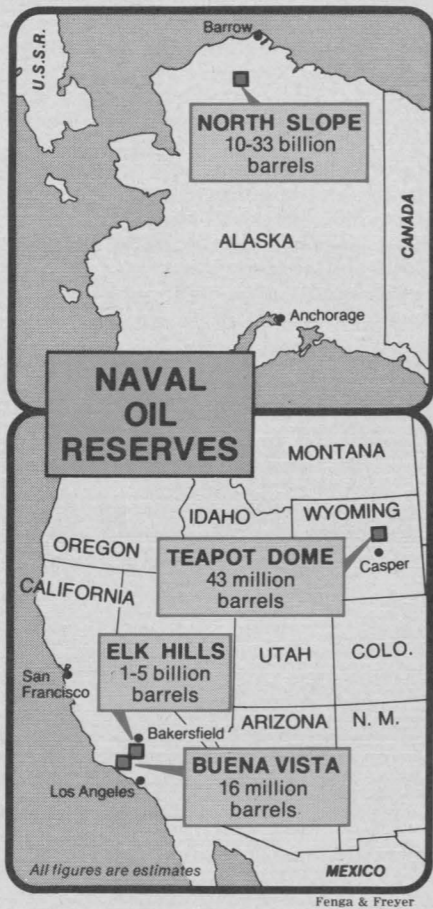 U.S.S.R.
Barrow
NORTH SLOPE
10-33 billion
barrels
ALASKA
CANADA
Anchorage
NAVAL
OIL
RESERVES
MONTANA
IDAHO
WYOMING
OREGON
TEAPOT DOME
43 million
barrels
Casper
CALIFORNIA
ELK HILLS
1-5 billion
barrels
UTAH
COLO.
San
Francisco
Bakersfield
ARIZONA
N. M.
BUENA VISTA
16 million
barrels
Los Angeles
All figures are estimates
MEXICO
Fenga & Freyer